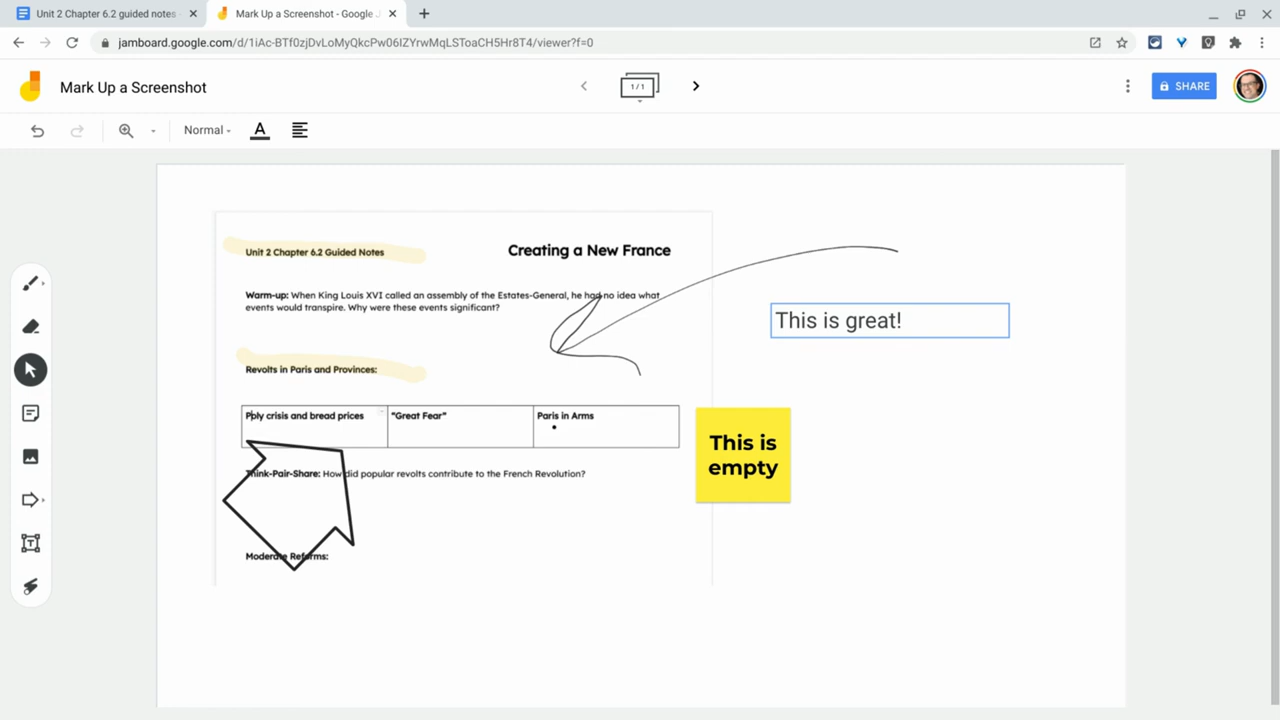 Unit 2 Chapter 6.2 guided notes
Mark Up a Screenshot - Google J
jamboard.google.com/d/1iAc-BTf0zjDvLoMyQkcPw06IZYrwMqLSToaCH5Hr8T4/viewer?f=0
Mark Up a Screenshot
1/1
SHARE
Normal
A
Unit 2 Chapter 6.2 Guided Notes
Creating a New France
Warm-up: When King Louis XVI called an assembly of the Estates-General, he had no idea what
events would transpire. Why were these events significant?
This is great!
Revolts in Paris and Provinces:
Pply crisis and bread prices
"Great Fear"
Paris in Arms
This is
empty
Think-Pair-Share: How did popular revolts contribute to the French Revolution?
Moderate Reforms: